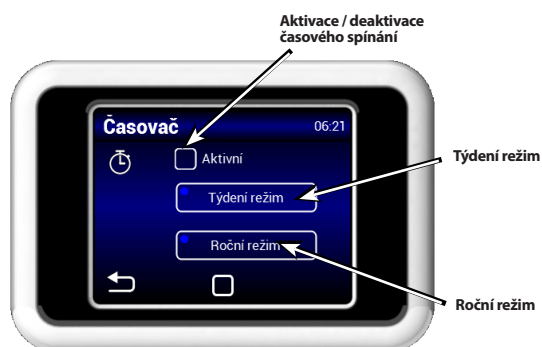 Aktivace / deaktivace
časového spínání
Časovač
06:21
Aktivní
Týdení režim
Týdení režim
Roční režim
Roční režim